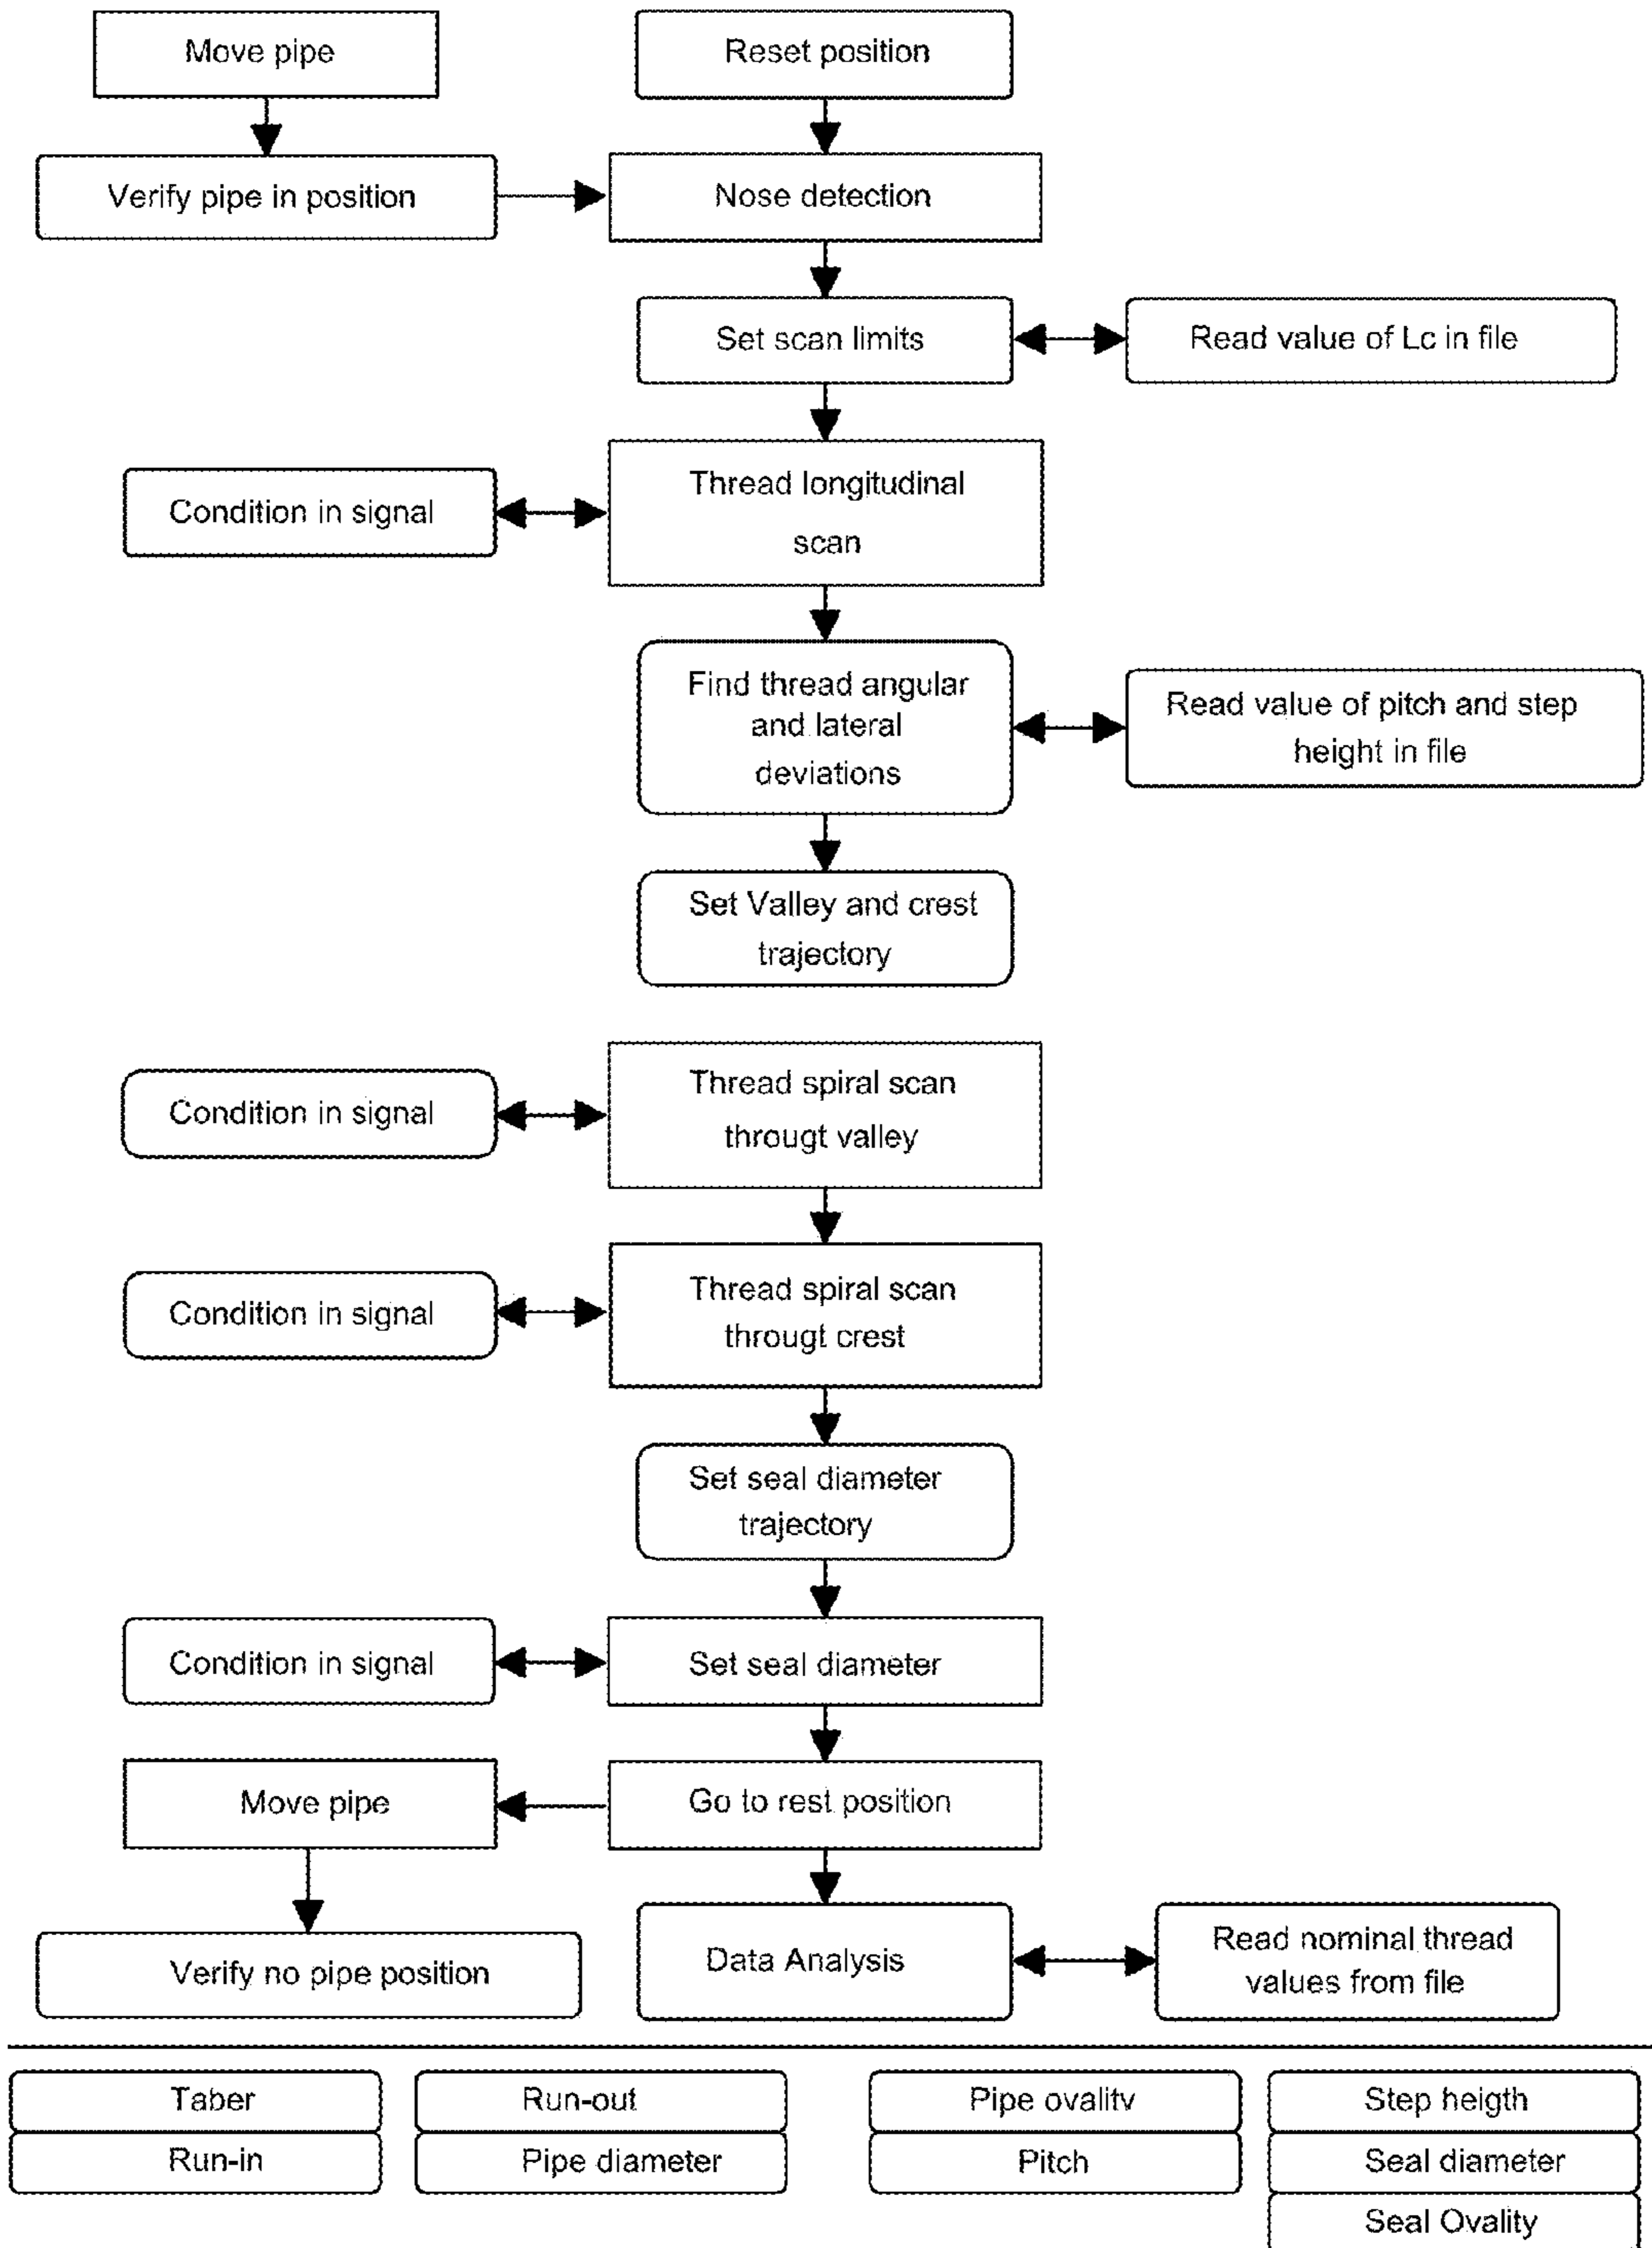 Move pipe
Reset position
Verify pipe in position
Nose detection
Set scan limits
Read value of Lc in file
Condition in signal
Thread longitudinal
scan
Find thread angular
and lateral
deviations
Read value of pitch and step
height in file
Set Valley and crest
trajectory
Condition in signal
Thread spiral scan
througt valley
Condition in signal
Thread spiral scan
througt crest
Set seal diameter
trajectory
Condition in signal
Set seal diameter
Move pipe
Go to rest position
Verify no pipe position
Data Analysis
Read nominal thread
values from file
Taber
Run-out
Pipe ovality
Step heigth
Run-in
Pipe diameter
Pitch
Seal diameter
Seal Ovality